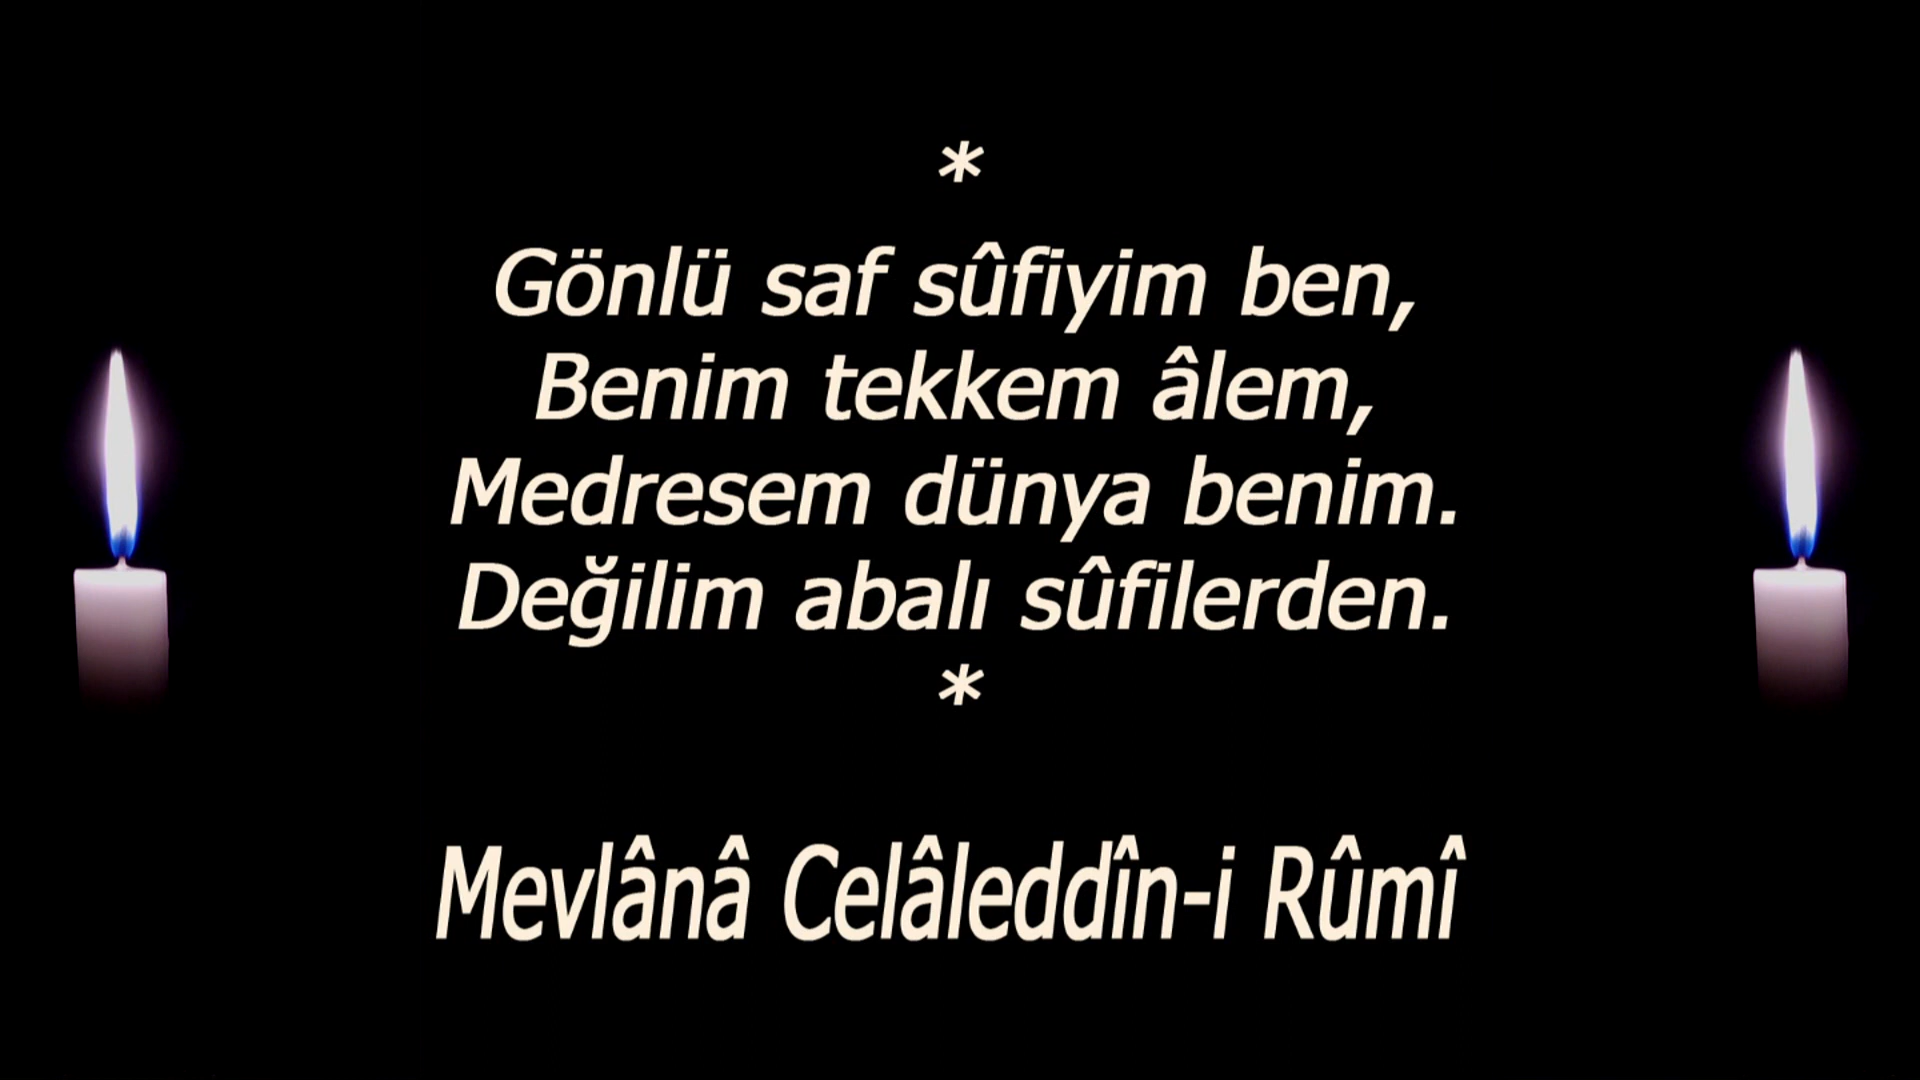 *
Gönlü saf sûfiyim ben,
Benim tekkem âlem,
Medresem dünya benim.
Değilim abalı sûfilerden.
*
Mevlânâ Celâleddîn-i Rûmî